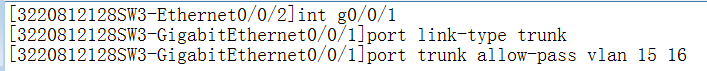 [3220812128SW3-Ethernet0/0/2]int g0/0/1
[3220812128SW3-GigabitEthernet0/0/1]port link-type trunk
[3220812128SW3-GigabitEthernet0/0/1]port trunk allow-pass vlan 15 16